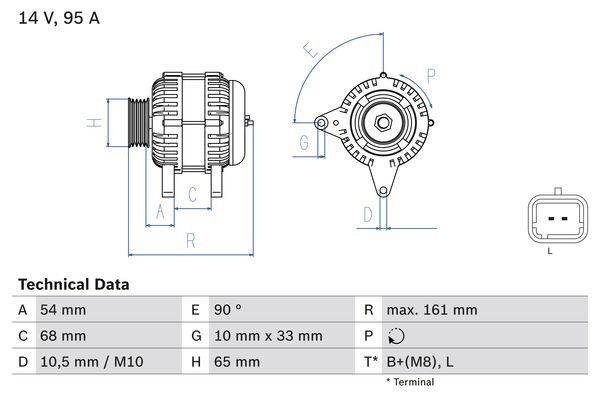 14 V, 95 A
E
P
H
G
C
A
D
R
L
Technical Data
A 54 mm E 90 º R max. 161 mm
C 68 mm G 10 mm x 33 mm P
D 10,5 mm / M10 H 65 mm T* B+(M8), L
* Terminal